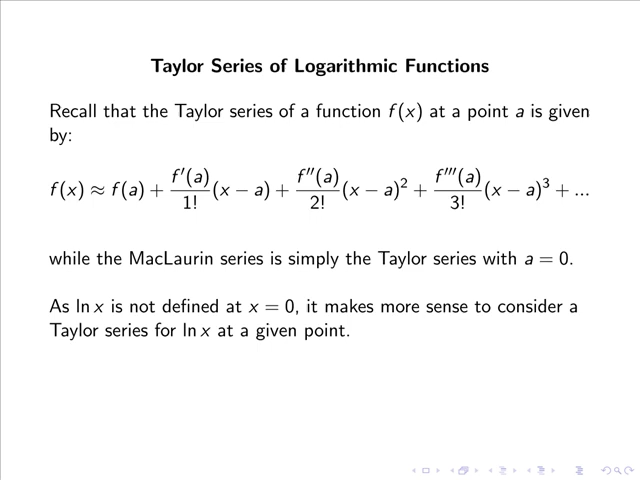 Taylor Series of Logarithmic Functions
Recall that the Taylor series of a function f(x) at a point a is given
by:
f(x) ≈ f(a) + f′(a)/1! (x − a) + f′′(a)/2! (x − a)² + f′′′(a)/3! (x − a)³ + ...
while the MacLaurin series is simply the Taylor series with a = 0.
As ln x is not defined at x = 0, it makes more sense to consider a
Taylor series for ln x at a given point.